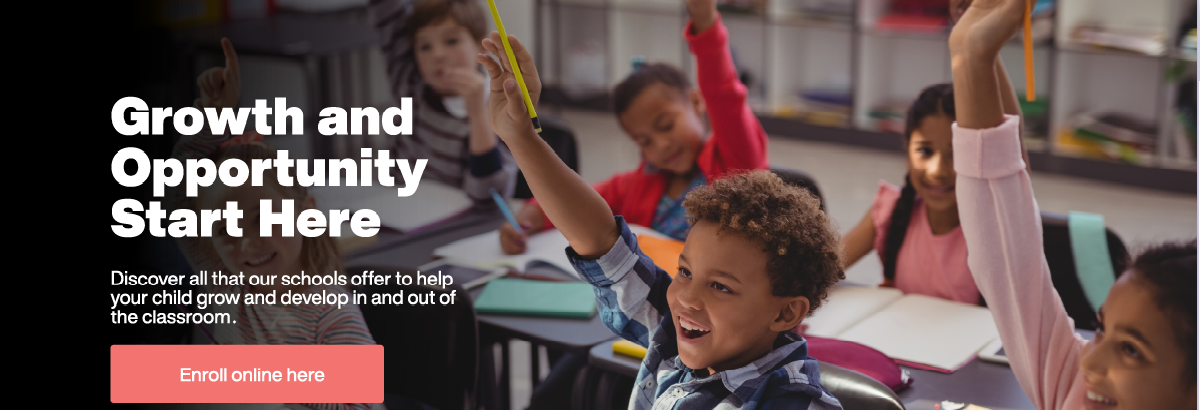 Growth and
Opportunity
Start Here
Discover all that our schools offer to help
your child grow and develop in and out of
the classroom.
Enroll online here